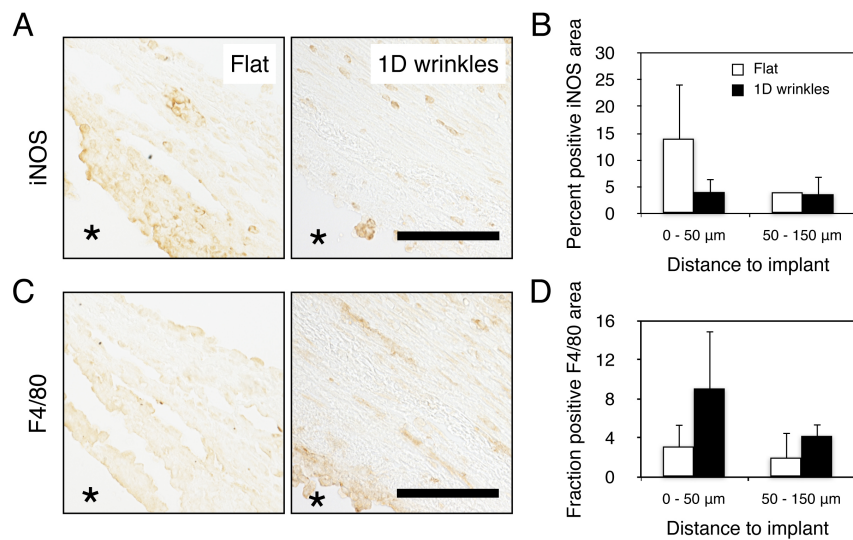 A
Flat
1D wrinkles
iNOS
*
*
B
Percent positive iNOS area
30
25
20
15
10
5
0
Flat
1D wrinkles
0 - 50 µm
50 - 150 µm
Distance to implant
C
F4/80
*
*
D
Fraction positive F4/80 area
16
12
8
4
0
0 - 50 µm
50 - 150 µm
Distance to implant